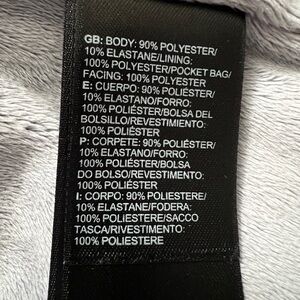 GB: BODY: 90% POLYESTER/
10% ELASTANE/LINING:
100% POLYESTER/POCKET BAG/
FACING: 100% POLYESTER
E: CUERPO: 90% POLIÉSTER/
10% ELASTANO/FORRO:
100% POLIÉSTER/BOLSA DEL
BOLSILLO/REVESTIMIENTO:
100% POLIÉSTER
P: CORPETE: 90% POLIÉSTER/
10% ELASTANO/FORRO:
100% POLIÉSTER/BOLSA
DO BOLSO/REVESTIMENTO:
100% POLIÉSTER
I: CORPO: 90% POLIESTERE/
10% ELASTAN/FODERA:
100% POLIESTERE/SACCO
TASCA/RIVESTIMENTO:
100% POLIESTERE